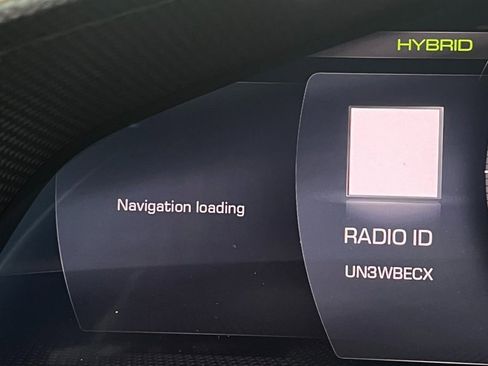 HYBRID
Navigation loading
RADIO ID
UN3WBECX